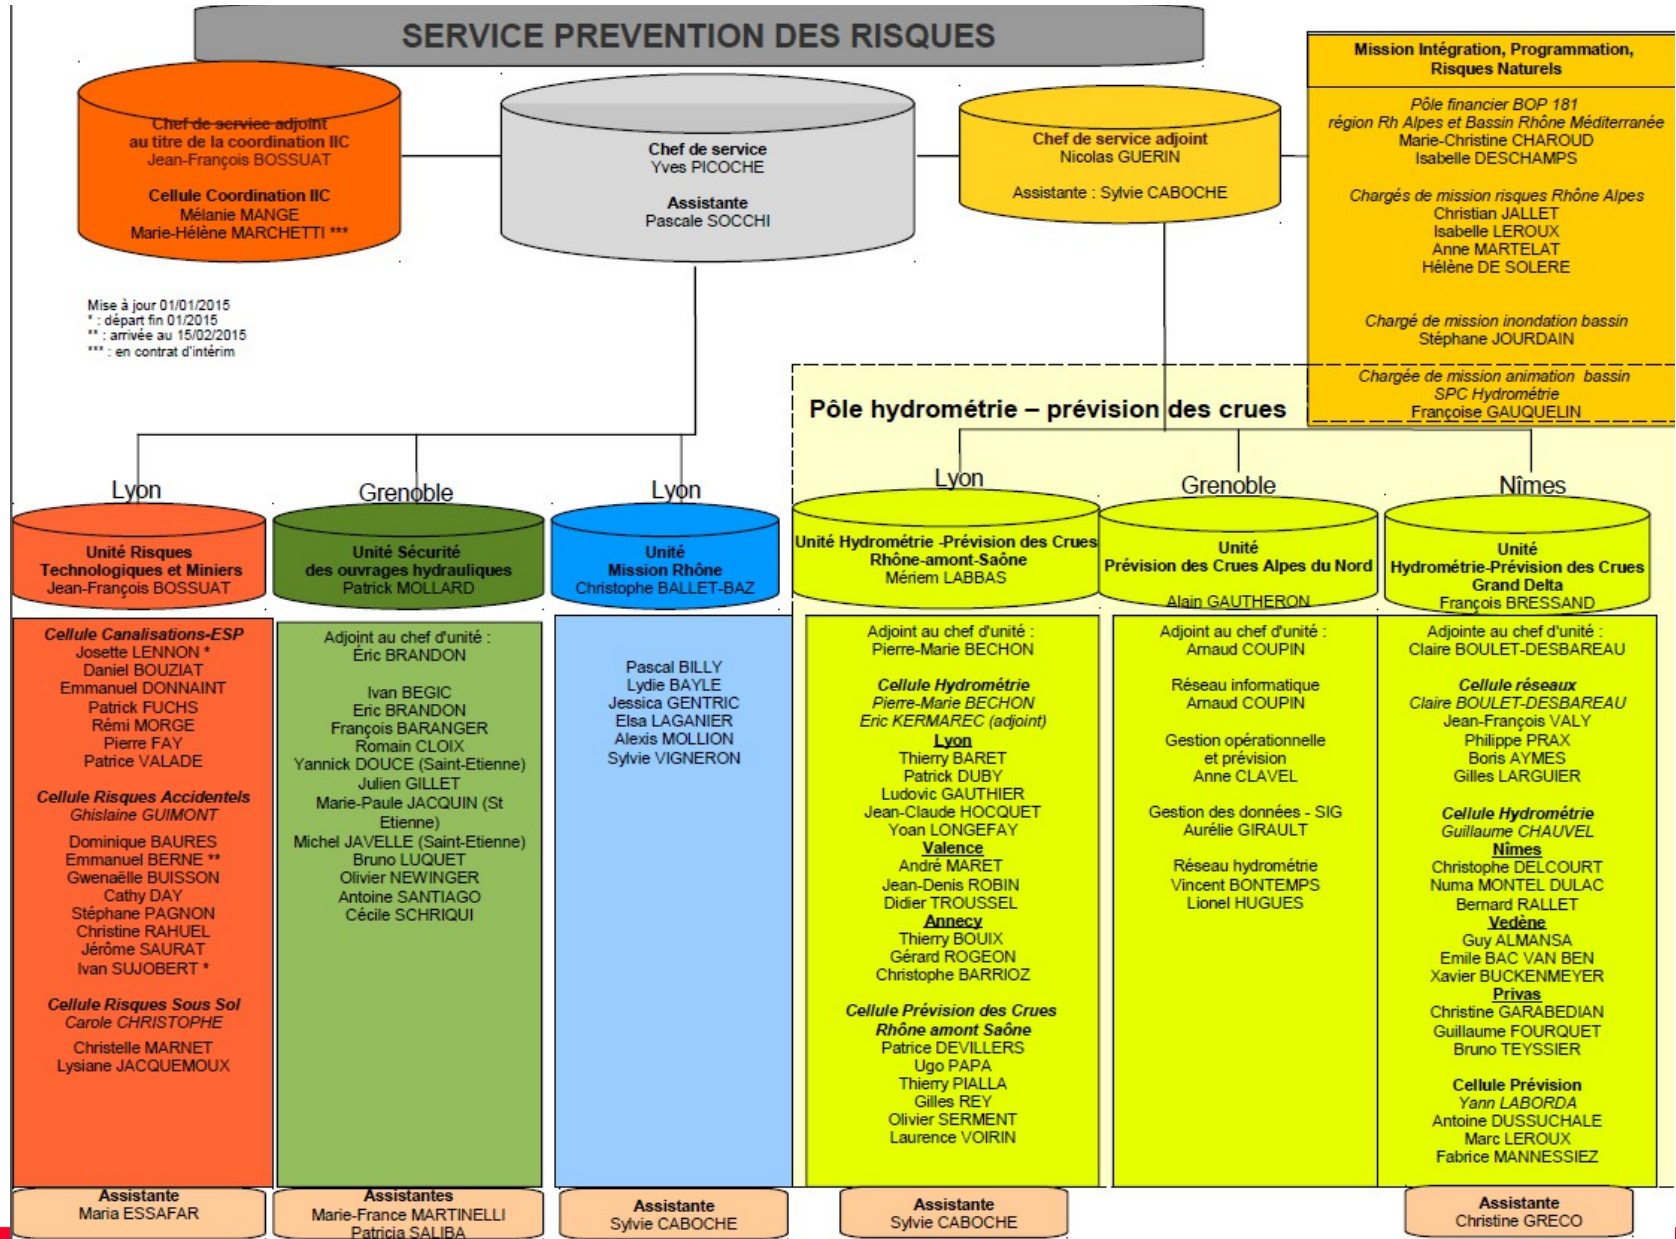 SERVICE PREVENTION DES RISQUES
Chef de service adjoint
au titre de la coordination IIC
Jean-François BOSSUAT
Cellule Coordination IIC
Mélanie MANGE
Marie-Hélène MARCHETTI ***
Chef de service
Yves PICOCHE
Assistante
Pascale SOCCHI
Chef de service adjoint
Nicolas GUERIN
Assistante : Sylvie CABOCHE
Mission Intégration, Programmation,
Risques Naturels
Pôle financier BOP 181
région Rh Alpes et Bassin Rhône Méditerranée
Marie-Christine CHAROUD
Isabelle DESCHAMPS
Chargés de mission risques Rhône Alpes
Christian JALLET
Isabelle LEROUX
Anne MARTELAT
Hélène DE SOLERE
Chargé de mission inondation bassin
Stéphane JOURDAIN
Chargée de mission animation bassin
SPC Hydrométrie
Françoise GAUQUELIN
Mise à jour 01/01/2015
* : départ fin 01/2015
** : arrivée au 15/02/2015
*** : en contrat d'intérim
Pôle hydrométrie – prévision des crues
Lyon
Unité Risques
Technologiques et Miniers
Jean-François BOSSUAT
Cellule Canalisations-ESP
Josette LENNON *
Daniel BOUZIAT
Emmanuel DONNAINT
Patrick FUCHS
Rémi MORGE
Pierre FAY
Patrice VALADE
Cellule Risques Accidentels
Ghislaine GUIMONT
Dominique BAURES
Emmanuel BERNE **
Gwenaëlle BUISSON
Cathy DAY
Stéphane PAGNON
Christine RAHUEL
Jérôme SAURAT
Ivan SUJOBERT *
Cellule Risques Sous Sol
Carole CHRISTOPHE
Christelle MARNET
Lysiane JACQUEMOUX
Assistante
Maria ESSAFAR
Grenoble
Unité Sécurité
des ouvrages hydrauliques
Patrick MOLLARD
Adjoint au chef d'unité :
Éric BRANDON
Ivan BEGIC
Eric BRANDON
François BARANGER
Romain CLOIX
Yannick DOUCE (Saint-Etienne)
Julien GILLET
Marie-Paule JACQUIN (St
Etienne)
Michel JAVELLE (Saint-Etienne)
Bruno LUQUET
Olivier NEWINGER
Antoine SANTIAGO
Cécile SCHRIQUI
Assistantes
Marie-France MARTINELLI
Patricia SALIBA
Lyon
Unité
Mission Rhône
Christophe BALLET-BAZ
Pascal BILLY
Lydie BAYLE
Jessica GENTRIC
Elsa LAGANIER
Alexis MOLLION
Sylvie VIGNERON
Assistante
Sylvie CABOCHE
Lyon
Unité Hydrométrie -Prévision des Crues
Rhône-amont-Saône
Mériem LABBAS
Adjoint au chef d'unité :
Pierre-Marie BECHON
Cellule Hydrométrie
Pierre-Marie BECHON
Eric KERMAREC (adjoint)
Lyon
Thierry BARET
Patrick DUBY
Ludovic GAUTHIER
Jean-Claude HOCQUET
Yoan LONGEFAY
Valence
André MARET
Jean-Denis ROBIN
Didier TROUSSEL
Annecy
Thierry BOUIX
Gérard ROGEON
Christophe BARRIOZ
Cellule Prévision des Crues
Rhône amont Saône
Patrice DEVILLERS
Ugo PAPA
Thierry PIALLA
Gilles REY
Olivier SERMENT
Laurence VOIRIN
Assistante
Sylvie CABOCHE
Grenoble
Unité
Prévision des Crues Alpes du Nord
Alain GAUTHERON
Adjoint au chef d'unité :
Arnaud COUPIN
Réseau informatique
Arnaud COUPIN
Gestion opérationnelle
et prévision
Anne CLAVEL
Gestion des données - SIG
Aurélie GIRAULT
Réseau hydrométrie
Vincent BONTEMPS
Lionel HUGUES
Nîmes
Unité
Hydrométrie-Prévision des Crues
Grand Delta
François BRESSAND
Adjointe au chef d'unité :
Claire BOULET-DESBAREAU
Cellule réseaux
Claire BOULET-DESBAREAU
Jean-François VALY
Philippe PRAX
Boris AYMES
Gilles LARGUIER
Cellule Hydrométrie
Guillaume CHAUVEL
Nîmes
Christophe DELCOURT
Numa MONTEL DULAC
Bernard RALLET
Vedène
Guy ALMANSA
Emile BAC VAN BEN
Xavier BUCKENMEYER
Privas
Christine GARABEDIAN
Guillaume FOURQUET
Bruno TEYSSIER
Cellule Prévision
Yann LABORDA
Antoine DUSSUCHALE
Marc LEROUX
Fabrice MANNESSIEZ
Assistante
Christine GRECO